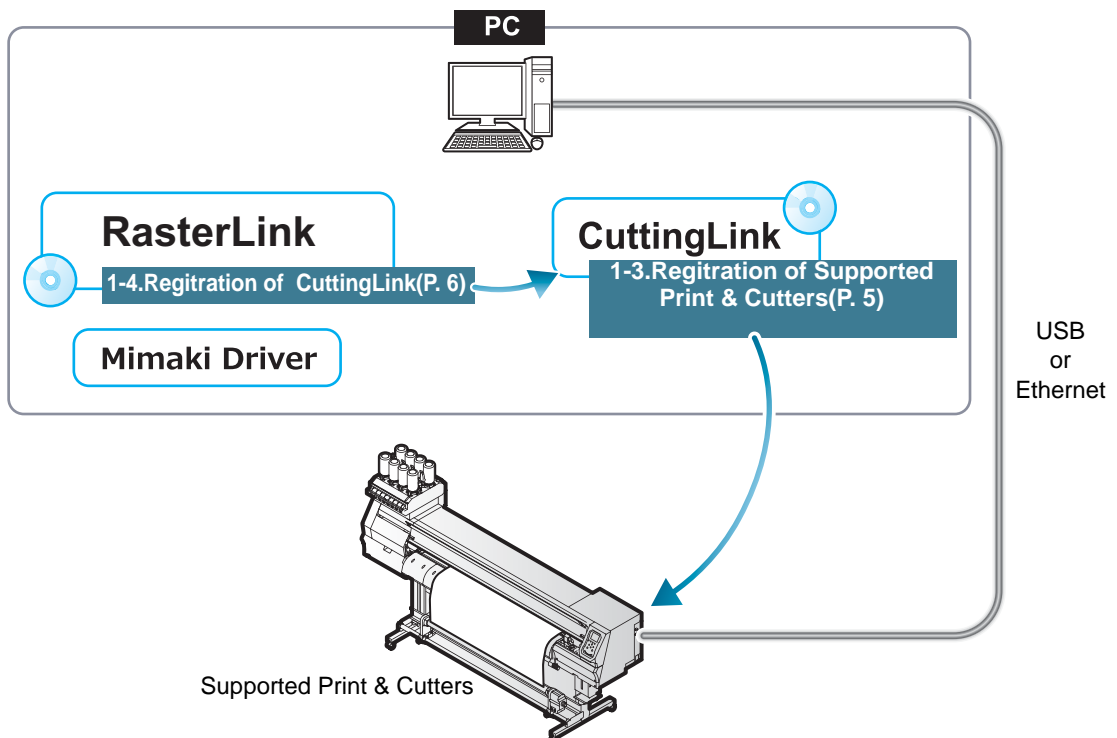 PC
RasterLink
1-4.Regitration of  CuttingLink(P. 6)
CuttingLink
1-3.Regitration of Supported
Print & Cutters(P. 5)
Mimaki Driver
USB
or
Ethernet
Supported Print & Cutters